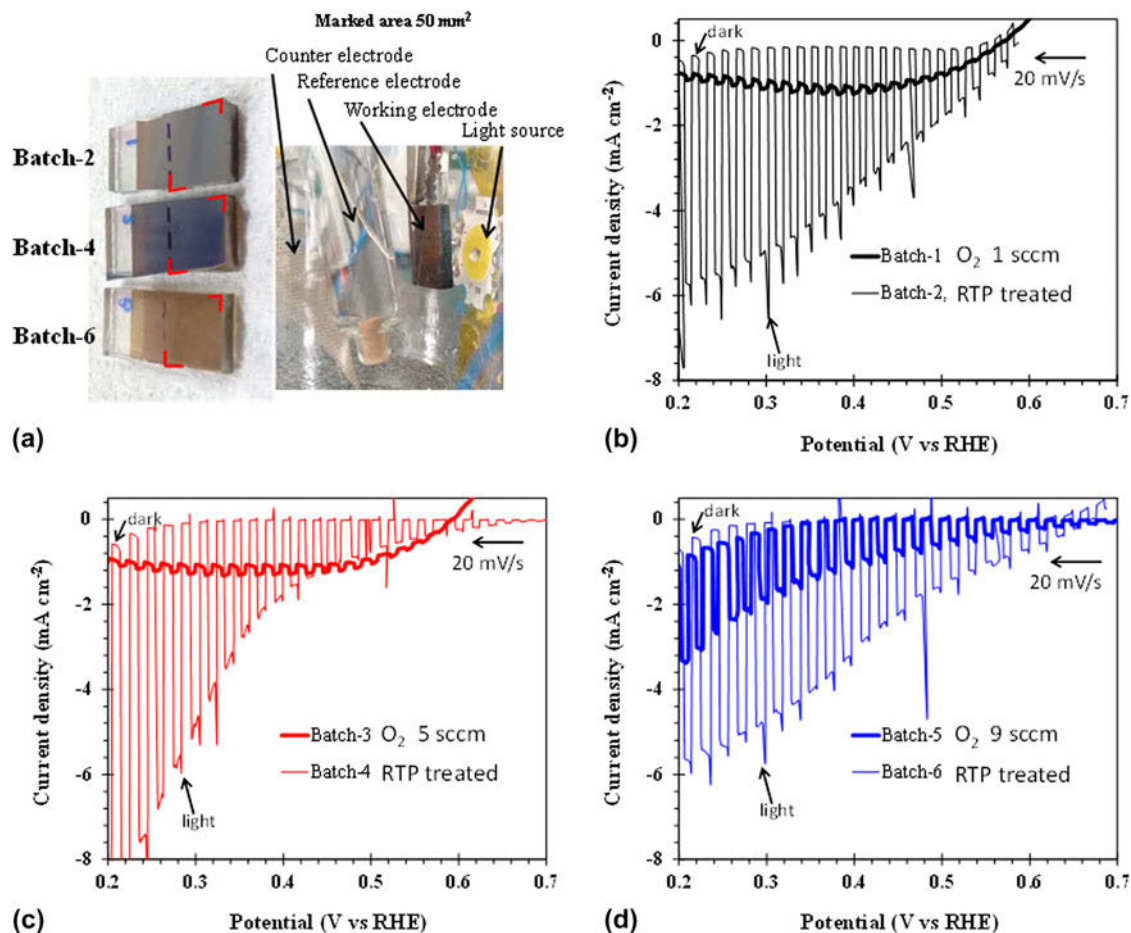 Marked area 50 mm²
Counter electrode
Reference electrode
Working electrode
Light source
Batch-2
Batch-4
Batch-6
(a)
dark
20 mV/s
Batch-1 O₂ 1 sccm
Batch-2, RTP treated
light
Current density (mA cm⁻²)
0
-2
-4
-6
-8
0.2 0.3 0.4 0.5 0.6 0.7
Potential (V vs RHE)
(b)
dark
20 mV/s
Batch-3 O₂ 5 sccm
Batch-4 RTP treated
light
Current density (mA cm⁻²)
0
-2
-4
-6
-8
0.2 0.3 0.4 0.5 0.6 0.7
Potential (V vs RHE)
(c)
dark
20 mV/s
Batch-5 O₂ 9 sccm
Batch-6 RTP treated
light
Current density (mA cm⁻²)
0
-2
-4
-6
-8
0.2 0.3 0.4 0.5 0.6 0.7
Potential (V vs RHE)
(d)